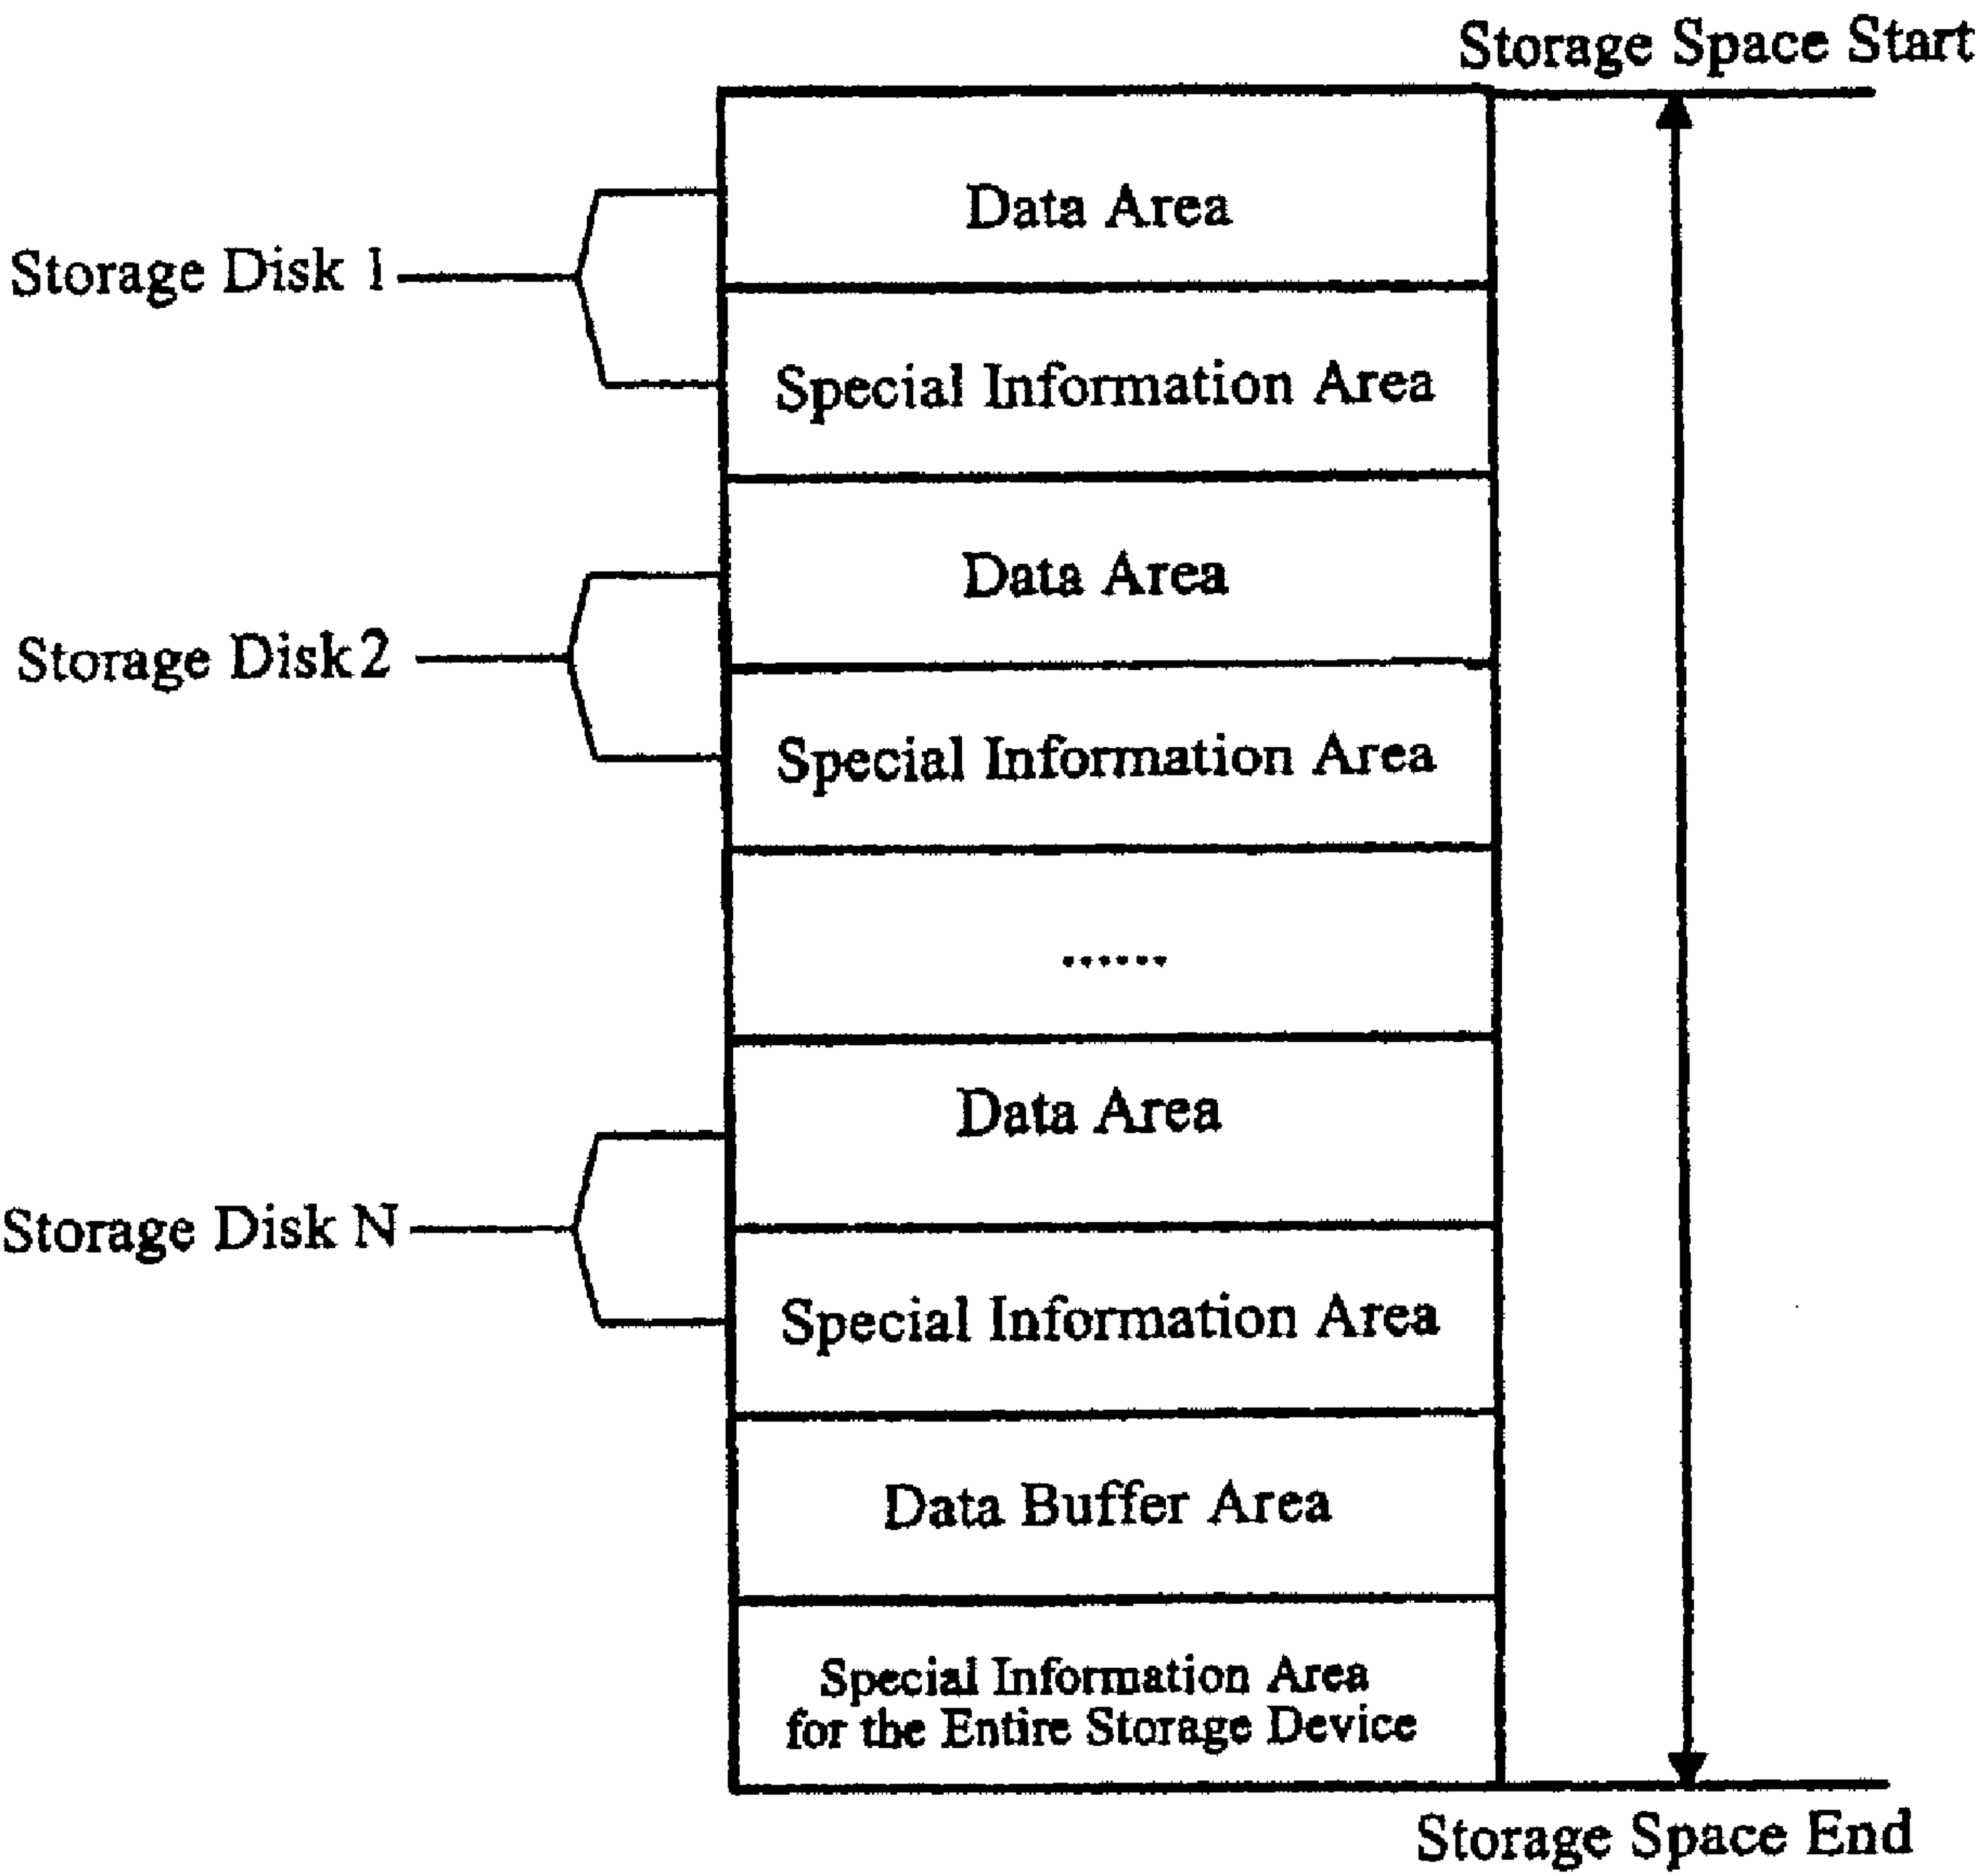 Storage Space Start
Data Area
Storage Disk 1
Special Information Area
Data Area
Storage Disk 2
Special Information Area
......
Data Area
Storage Disk N
Special Information Area
Data Buffer Area
Special Information Area
for the Entire Storage Device
Storage Space End